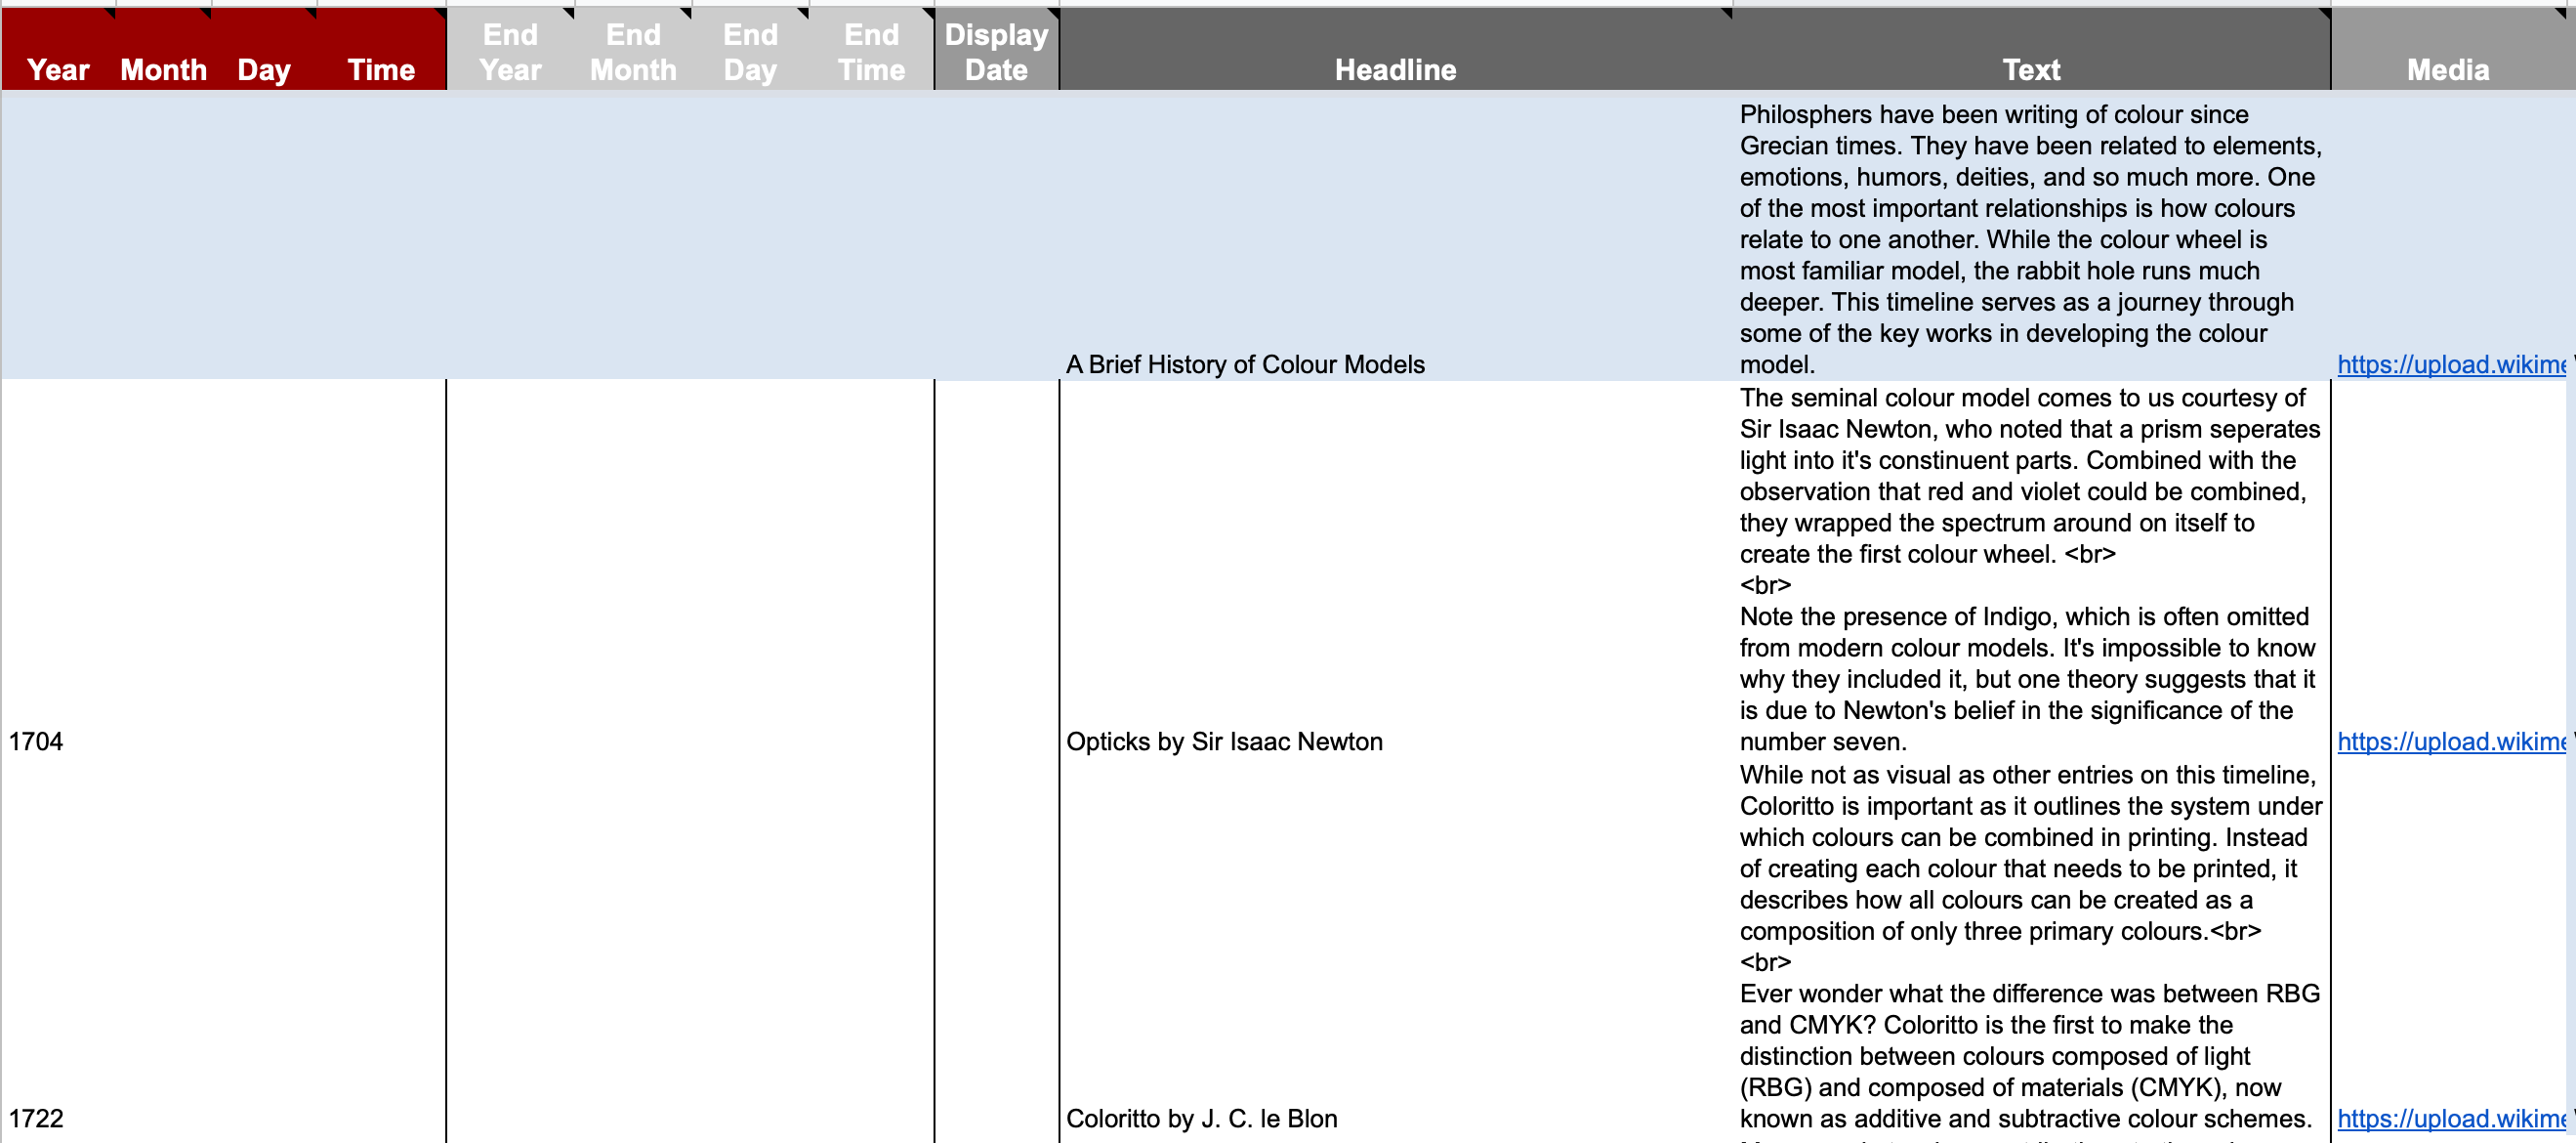 Year Month Day Time End Year End Month End Day End Time Display Date Headline Text Media
Philosphers have been writing of colour since
Grecian times. They have been related to elements,
emotions, humors, deities, and so much more. One
of the most important relationships is how colours
relate to one another. While the colour wheel is
most familiar model, the rabbit hole runs much
deeper. This timeline serves as a journey through
some of the key works in developing the colour
A Brief History of Colour Models model. https://upload.wikime
The seminal colour model comes to us courtesy of
Sir Isaac Newton, who noted that a prism seperates
light into it's constinuent parts. Combined with the
observation that red and violet could be combined,
they wrapped the spectrum around on itself to
create the first colour wheel. <br>
<br>
Note the presence of Indigo, which is often omitted
from modern colour models. It's impossible to know
why they included it, but one theory suggests that it
is due to Newton's belief in the significance of the
1704 Opticks by Sir Isaac Newton number seven. https://upload.wikime
While not as visual as other entries on this timeline,
Coloritto is important as it outlines the system under
which colours can be combined in printing. Instead
of creating each colour that needs to be printed, it
describes how all colours can be created as a
composition of only three primary colours.<br>
<br>
Ever wonder what the difference was between RBG
and CMYK? Coloritto is the first to make the
distinction between colours composed of light
(RBG) and composed of materials (CMYK), now
1722 Coloritto by J. C. le Blon known as additive and subtractive colour schemes. https://upload.wikime